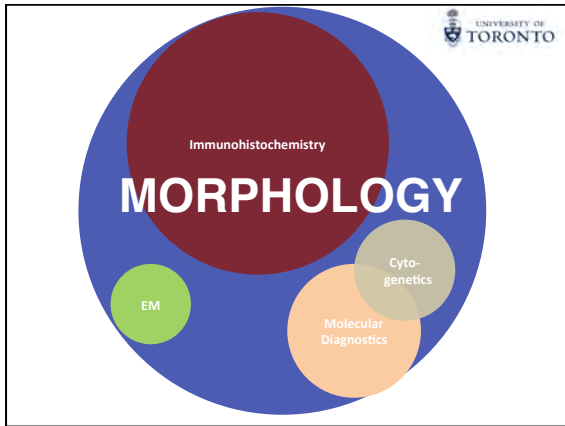 UNIVERSITY OF
TORONTO
Immunohistochemistry
MORPHOLOGY
Cyto-
genetics
EM
Molecular
Diagnostics